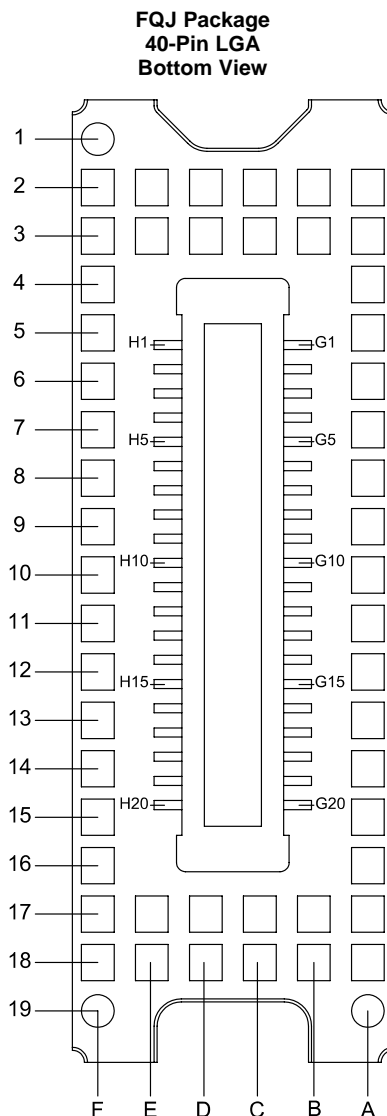 FQJ Package
40-Pin LGA
Bottom View
1
2
3
4
5
H1 G1
6
7
H5 G5
8
9
10
H10 G10
11
12
H15 G15
13
14
15
H20 G20
16
17
18
19
F E D C B A